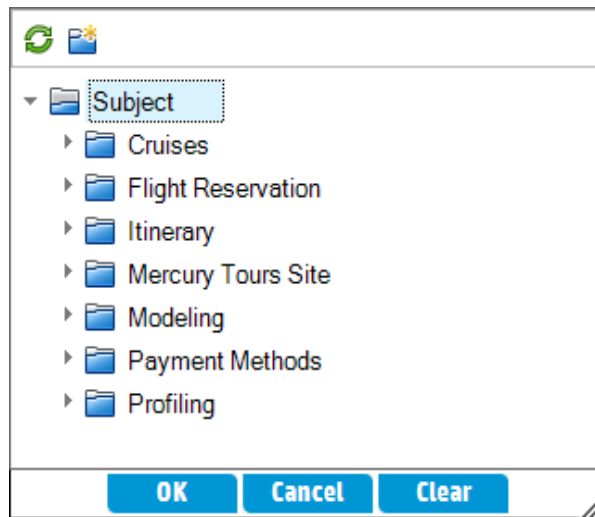 Subject
Cruises
Flight Reservation
Itinerary
Mercury Tours Site
Modeling
Payment Methods
Profiling
OK Cancel Clear